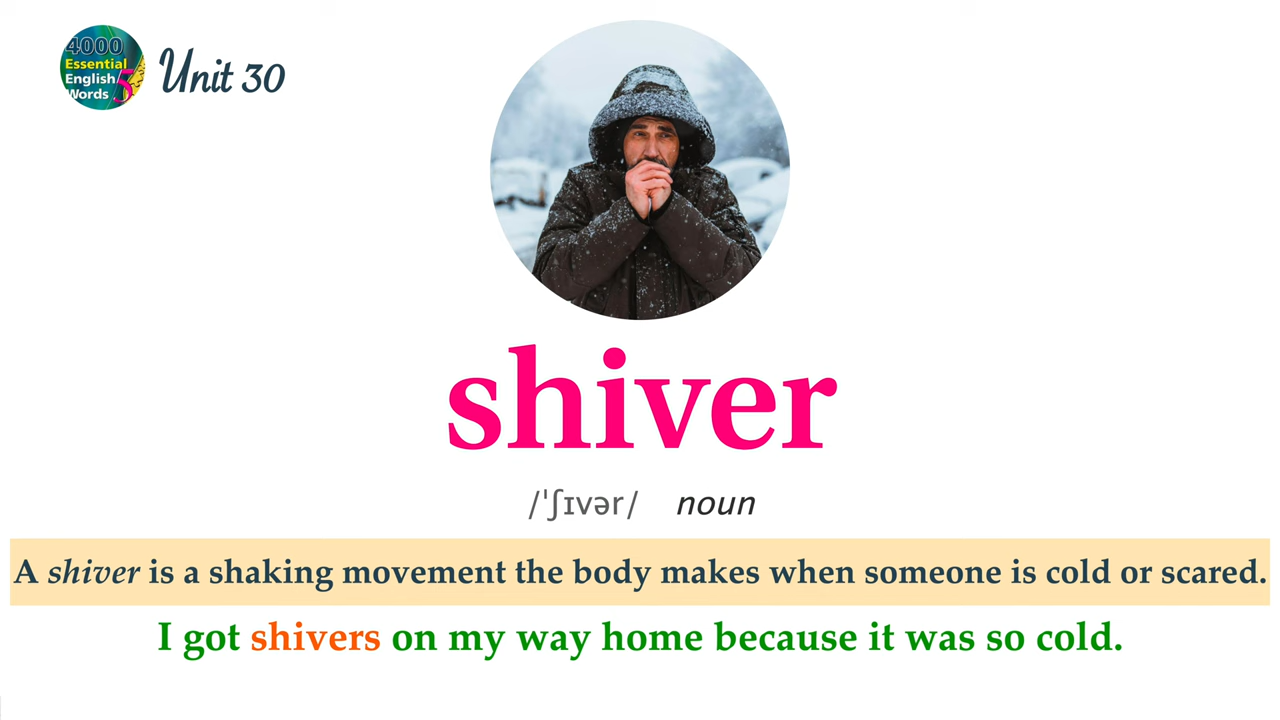 4000
Essential
English
Words 5
Unit 30
shiver
/ˈʃɪvər/ noun
A shiver is a shaking movement the body makes when someone is cold or scared.
I got shivers on my way home because it was so cold.